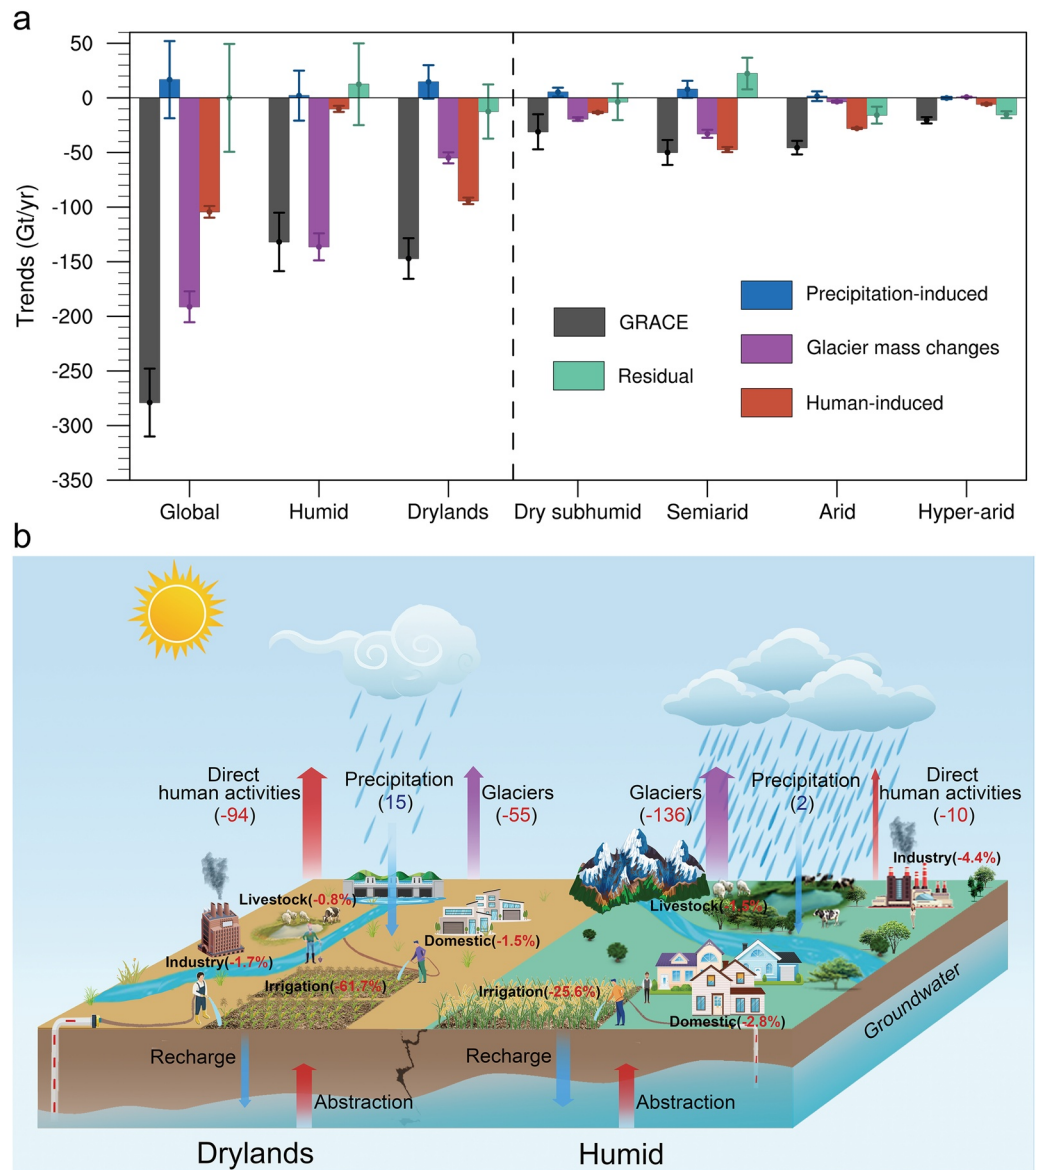 a
50
0
-50
-100
-150
-200
-250
-300
-350
Trends (Gt/yr)
GRACE
Residual
Precipitation-induced
Glacier mass changes
Human-induced
Global
Humid
Drylands
Dry subhumid
Semiarid
Arid
Hyper-arid
b
Direct
human activities
(-94)
Precipitation
(15)
Glaciers
(-55)
Glaciers
(-136)
Precipitation
(2)
Direct
human activities
(-10)
Industry(-4.4%)
Livestock(-0.8%)
Livestock(-1.5%)
Domestic(-1.5%)
Industry(-1.7%)
Irrigation(-61.7%)
Irrigation(-25.6%)
Domestic(-2.8%)
Groundwater
Recharge
Abstraction
Recharge
Abstraction
Drylands
Humid